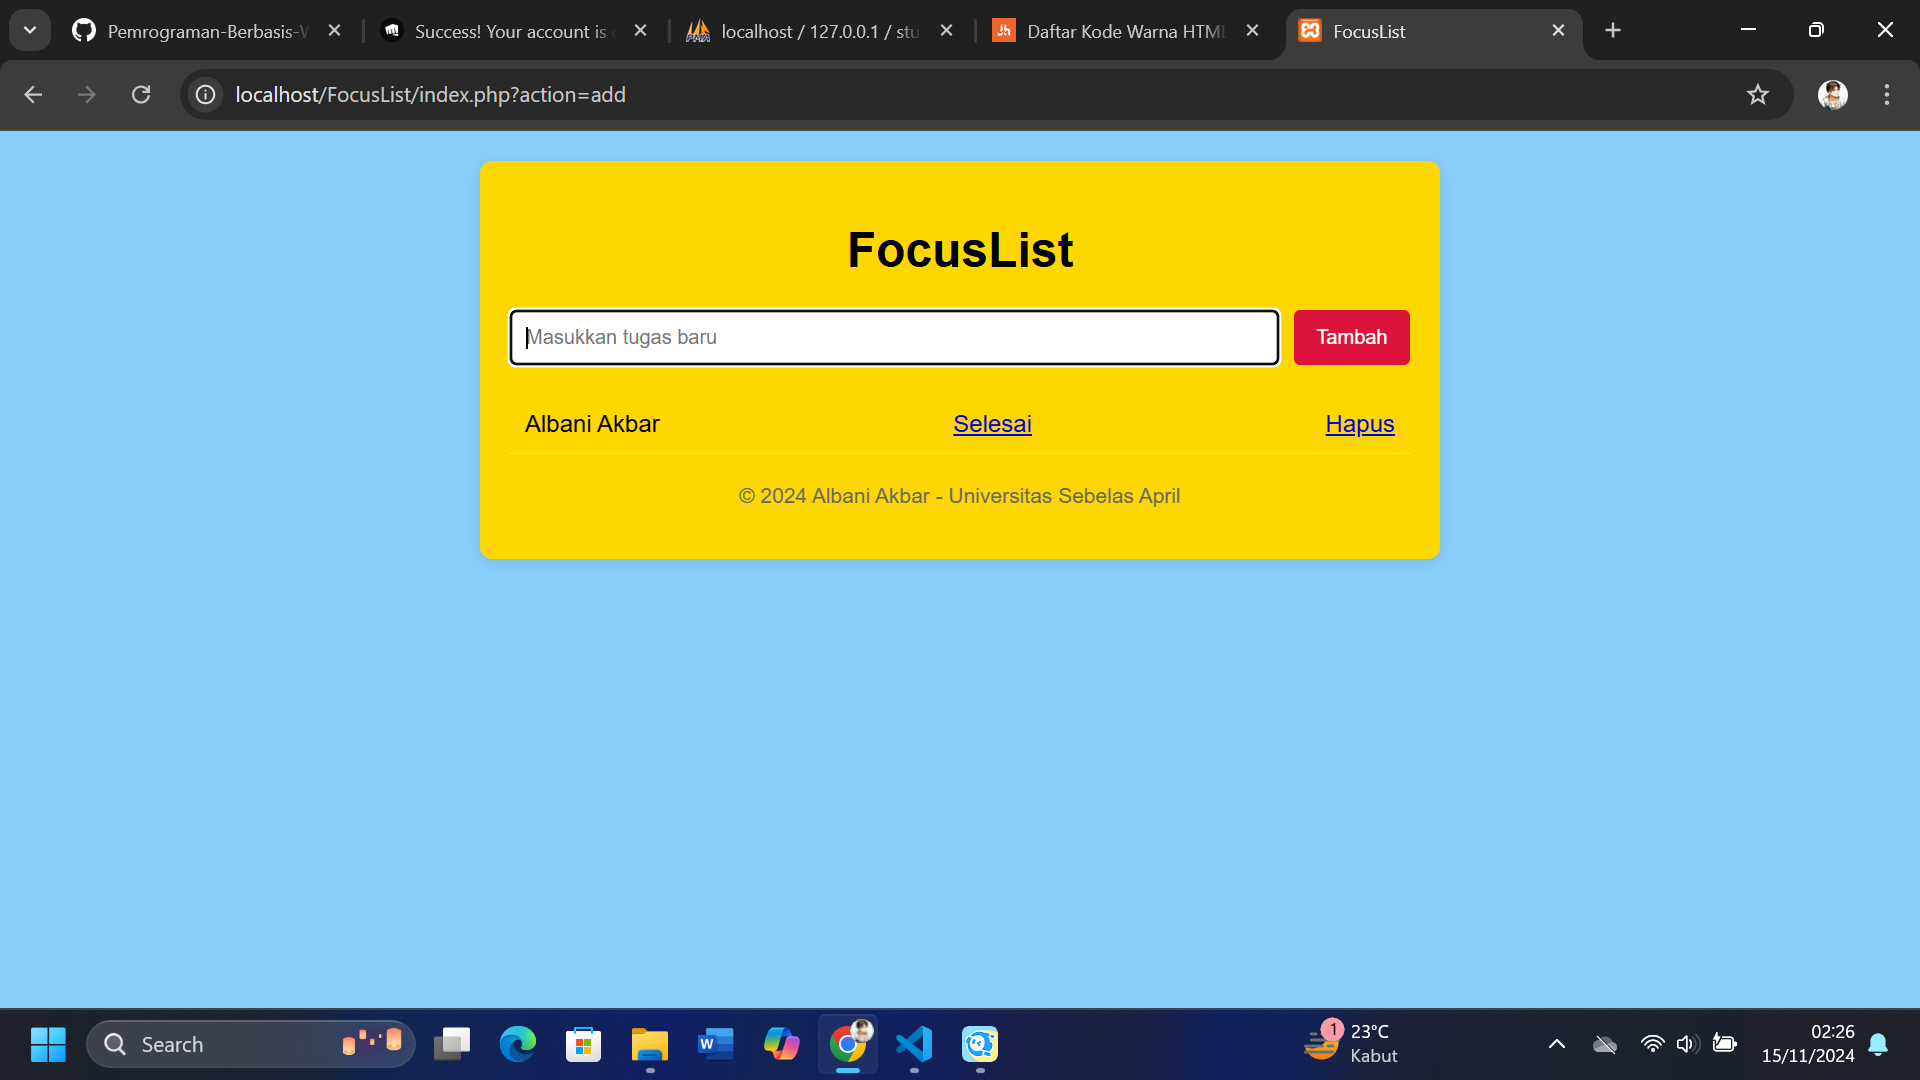 Pemrograman-Berbasis-W
Success! Your account is
localhost / 127.0.0.1 / stu
Daftar Kode Warna HTML
FocusList
localhost/FocusList/index.php?action=add
FocusList
Masukkan tugas baru
Tambah
Albani Akbar
Selesai
Hapus
© 2024 Albani Akbar - Universitas Sebelas April
Search
1
23°C
Kabut
02:26
15/11/2024